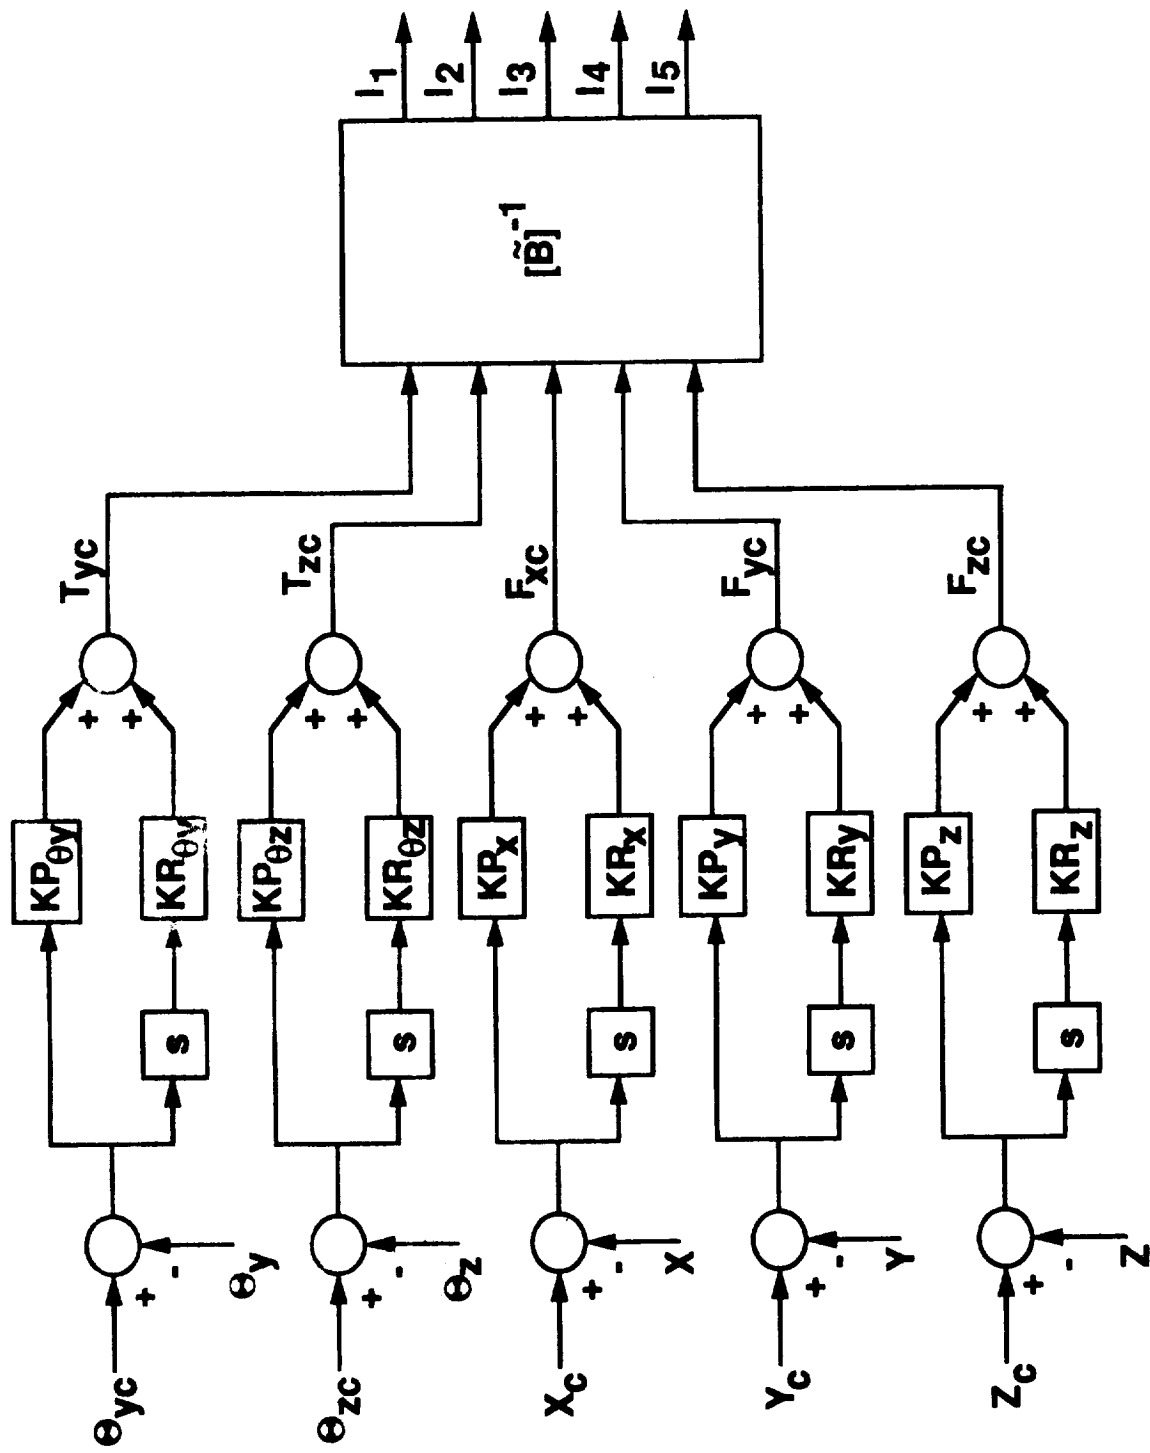 Θyc
+
-
Θy
s
KPθy
KRθy
+
+
Tyc
Θzc
+
-
Θz
s
KPθz
KRθz
+
+
Tzc
Xc
+
-
X
s
KPx
KRx
+
+
Fxc
Yc
+
-
Y
s
KPy
KRy
+
+
Fyc
Zc
+
-
Z
s
KPz
KRz
+
+
Fzc
[B̃]-1
I1
I2
I3
I4
I5